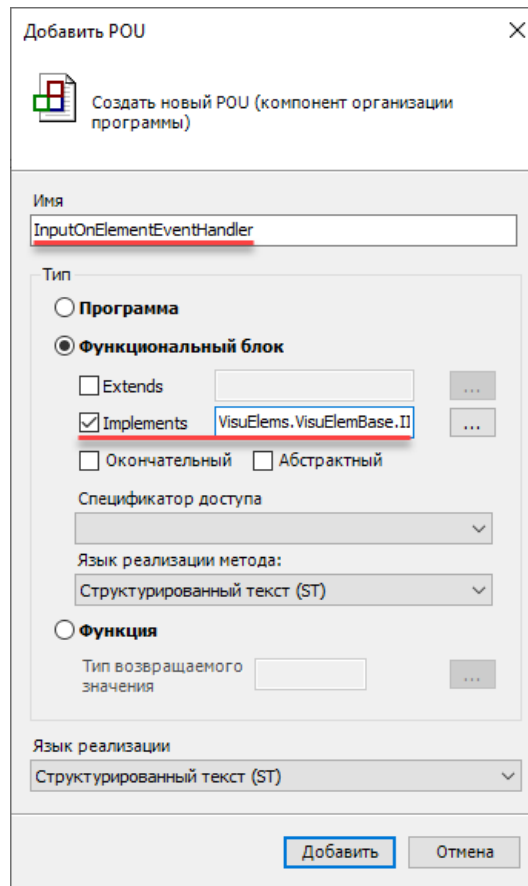 Добавить POU
Создать новый POU (компонент организации
программы)
Имя
InputOnElementEventHandler
Тип
Программа
Функциональный блок
Extends
...
Implements
VisuElems.VisuElemBase.II
...
Окончательный
Абстрактный
Спецификатор доступа
Язык реализации метода:
Структурированный текст (ST)
Функция
Тип возвращаемого
значения
...
Язык реализации
Структурированный текст (ST)
Добавить
Отмена